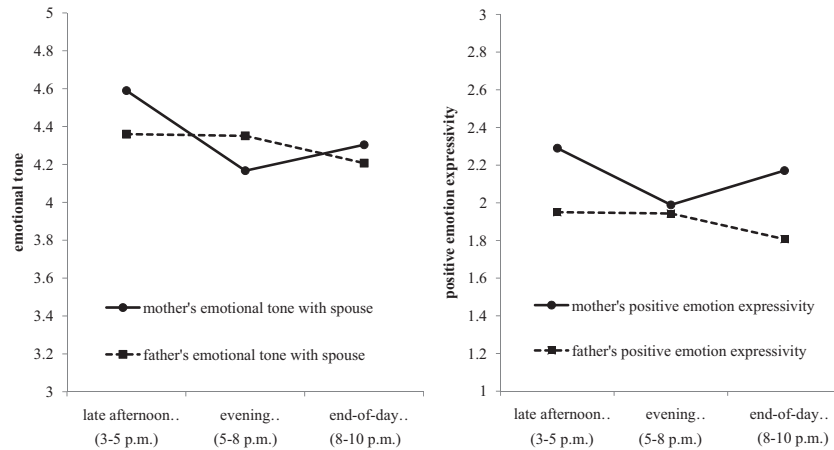 5
4.8
4.6
4.4
4.2
4
3.8
3.6
3.4
3.2
3
emotional tone
mother's emotional tone with spouse
father's emotional tone with spouse
late afternoon.. evening.. end-of-day..
(3-5 p.m.) (5-8 p.m.) (8-10 p.m.)
3
2.8
2.6
2.4
2.2
2
1.8
1.6
1.4
1.2
1
positive emotion expressivity
mother's positive emotion expressivity
father's positive emotion expressivity
late afternoon.. evening.. end-of-day..
(3-5 p.m.) (5-8 p.m.) (8-10 p.m.)